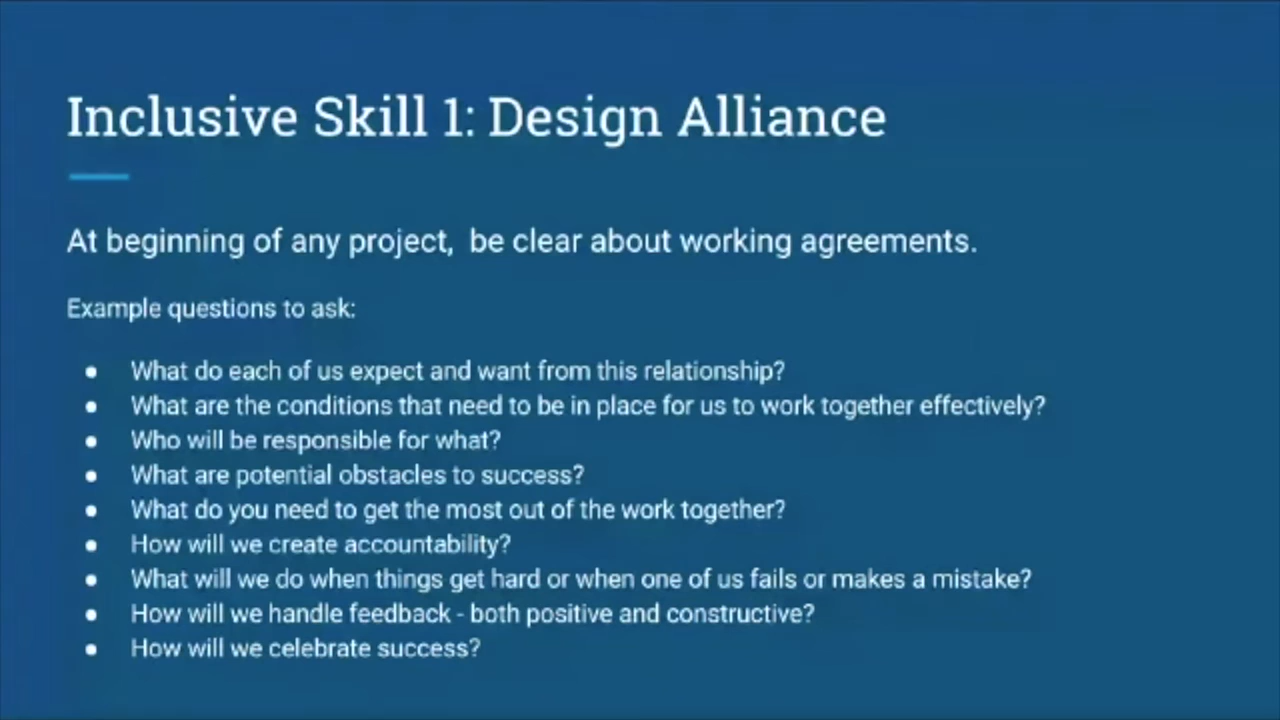 Inclusive Skill 1: Design Alliance
At beginning of any project,  be clear about working agreements.
Example questions to ask:
● What do each of us expect and want from this relationship?
● What are the conditions that need to be in place for us to work together effectively?
● Who will be responsible for what?
● What are potential obstacles to success?
● What do you need to get the most out of the work together?
● How will we create accountability?
● What will we do when things get hard or when one of us fails or makes a mistake?
● How will we handle feedback - both positive and constructive?
● How will we celebrate success?